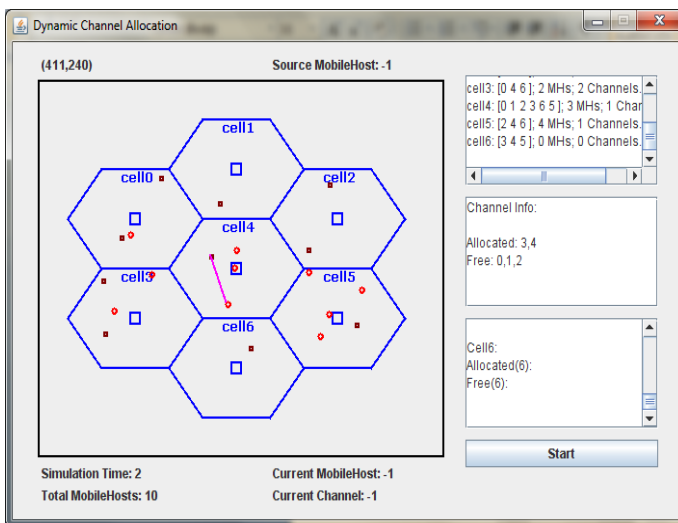 Dynamic Channel Allocation
(411,240)
Source MobileHost: -1
cell1
cell0
cell2
cell4
cell3
cell5
cell6
cell3: [0 4 6 ]; 2 MHs; 2 Channels.
cell4: [0 1 2 3 6 5 ]; 3 MHs; 1 Char
cell5: [2 4 6 ]; 4 MHs; 1 Channels.
cell6: [3 4 5 ]; 0 MHs; 0 Channels.
Channel Info:
Allocated: 3,4
Free: 0,1,2
Cell6:
Allocated(6):
Free(6):
Start
Simulation Time: 2
Current MobileHost: -1
Total MobileHosts: 10
Current Channel: -1